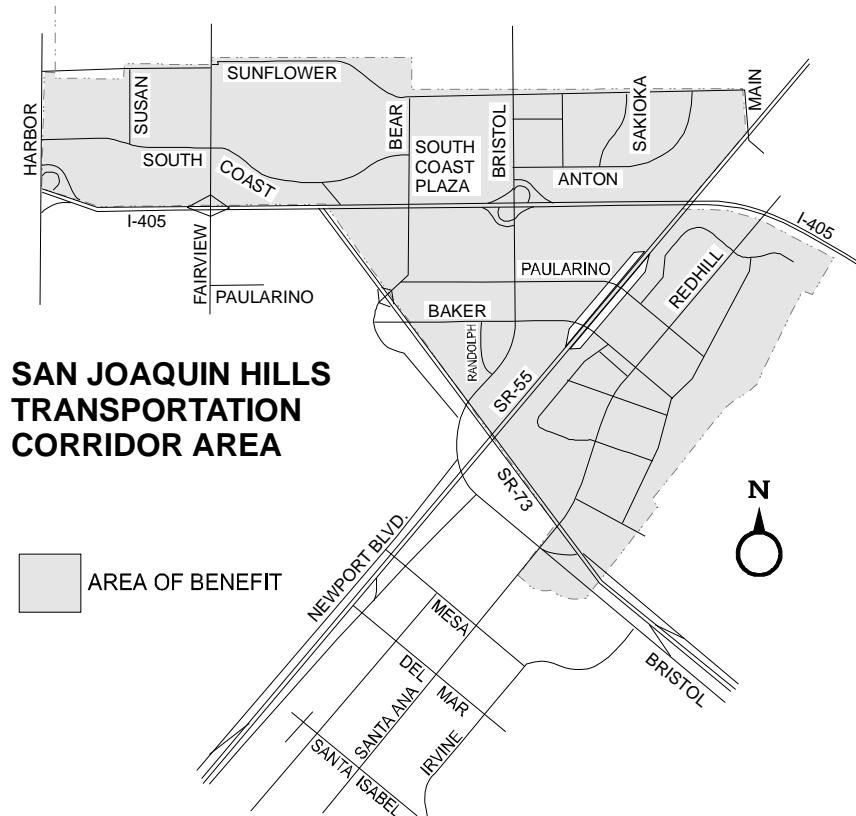 SUNFLOWER
HARBOR
SUSAN
BEAR
BRISTOL
SAKIOKA
MAIN
SOUTH
COAST
SOUTH
COAST
PLAZA
ANTON
I-405
I-405
FAIRVIEW
PAULARINO
PAULARINO
REDHILL
BAKER
RANDOLPH
SAN JOAQUIN HILLS
TRANSPORTATION
CORRIDOR AREA
SR-55
SR-73
N
AREA OF BENEFIT
NEWPORT BLVD.
MESA
DEL
MAR
BRISTOL
SANTA ANA
IRVINE
SANTA
ISABEL